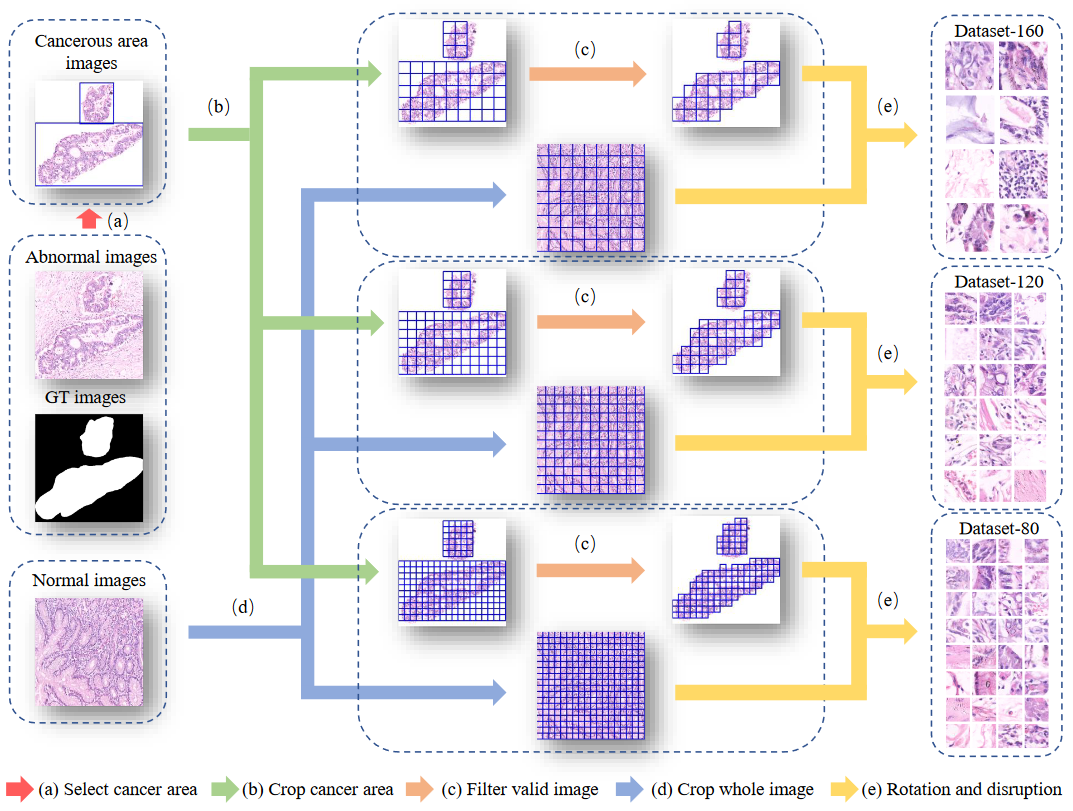 Cancerous area
images
(a)
Abnormal images
GT images
Normal images
(b)
(d)
(c)
(e)
(c)
(e)
(c)
(e)
Dataset-160
Dataset-120
Dataset-80
(a) Select cancer area
(b) Crop cancer area
(c) Filter valid image
(d) Crop whole image
(e) Rotation and disruption